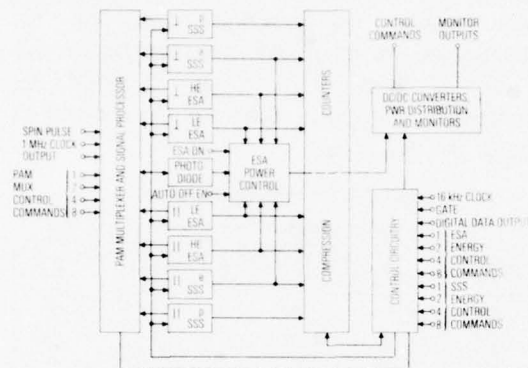 CONTROL
COMMANDS
MONITOR
OUTPUTS
PAM MULTIPLEXER AND SIGNAL PROCESSOR
⊥ p
SSS
⊥ e
SSS
⊥ HE
ESA
⊥ LE
ESA
ESA ON
PHOTO
DIODE
AUTO OFF EN
|| LE
ESA
|| HE
ESA
|| e
SSS
|| p
SSS
ESA
POWER
CONTROL
COUNTERS
COMPRESSION
DC/DC CONVERTERS,
PWR DISTRIBUTION
AND MONITORS
CONTROL CIRCUITRY
SPIN PULSE
1 MHz CLOCK
OUTPUT
PAM 1
MUX 2
CONTROL 4
COMMANDS 8
16 kHz CLOCK
GATE
DIGITAL DATA OUTPUT
1 ESA
2 ENERGY
4 CONTROL
8 COMMANDS
1 SSS
2 ENERGY
4 CONTROL
8 COMMANDS